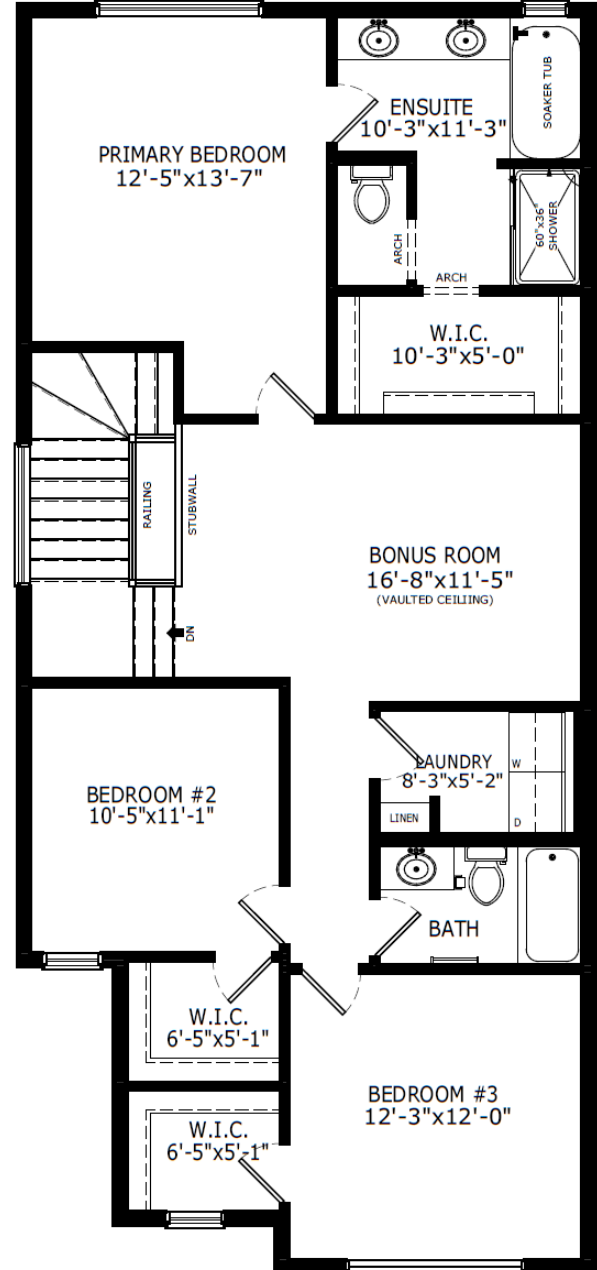 SOAKER TUB
ENSUITE
10'-3"x11'-3"
PRIMARY BEDROOM
12'-5"x13'-7"
60"x36"
SHOWER
ARCH
ARCH
W.I.C.
10'-3"x5'-0"
RAILING
STUBWALL
BONUS ROOM
16'-8"x11'-5"
(VAULTED CEILIING)
DN
LAUNDRY
8'-3"x5'-2"
W
D
LINEN
BEDROOM #2
10'-5"x11'-1"
BATH
W.I.C.
6'-5"x5'-1"
BEDROOM #3
12'-3"x12'-0"
W.I.C.
6'-5"x5'-1"